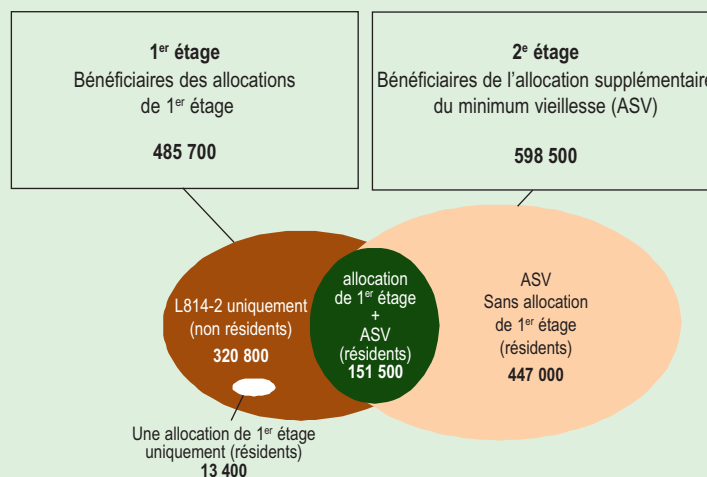 1er étage
Bénéficiaires des allocations
de 1er étage
485 700
2e étage
Bénéficiaires de l'allocation supplémentaire
du minimum vieillesse (ASV)
598 500
L814-2 uniquement
(non résidents)
320 800
allocation
de 1er étage
+
ASV
(résidents)
151 500
ASV
Sans allocation
de 1er étage
(résidents)
447 000
Une allocation de 1er étage
uniquement (résidents)
13 400